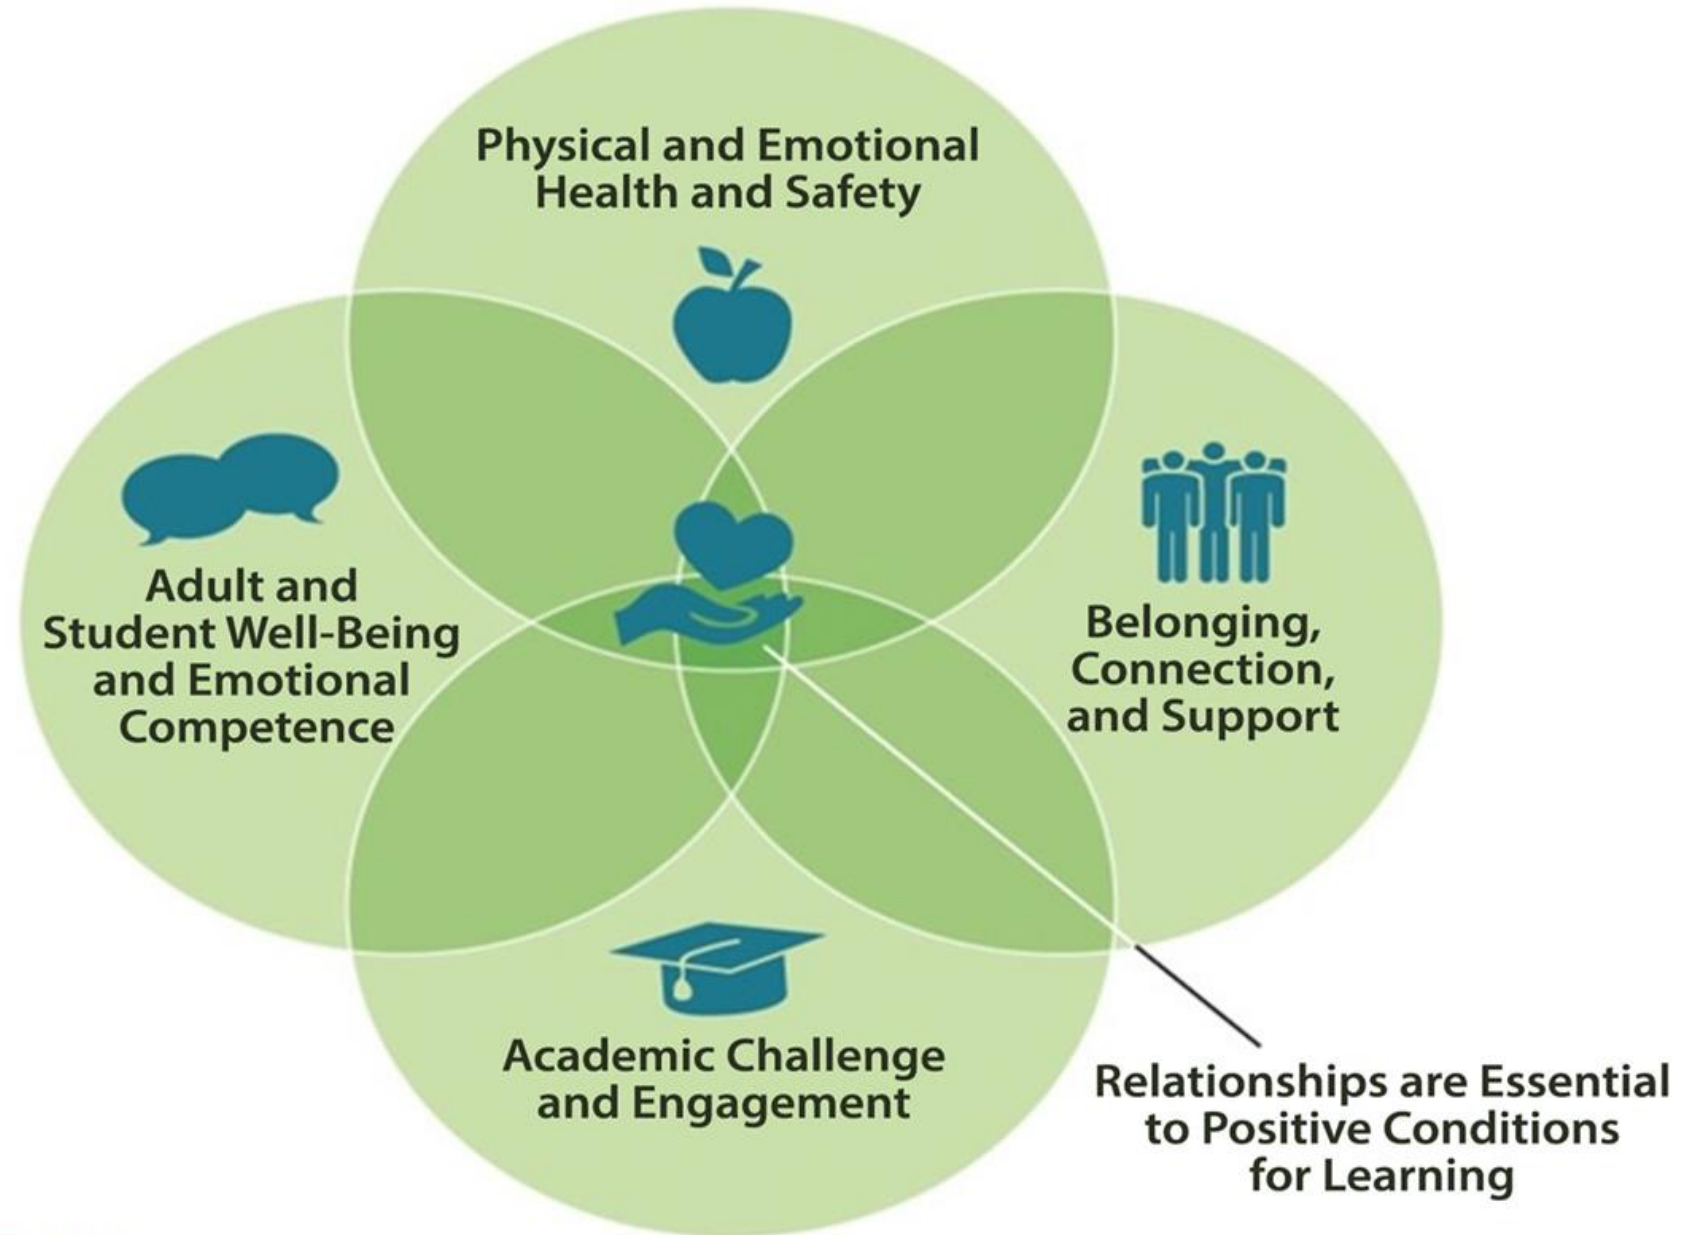 Physical and Emotional
Health and Safety
Adult and
Student Well-Being
and Emotional
Competence
Belonging,
Connection,
and Support
Academic Challenge
and Engagement
Relationships are Essential
to Positive Conditions
for Learning